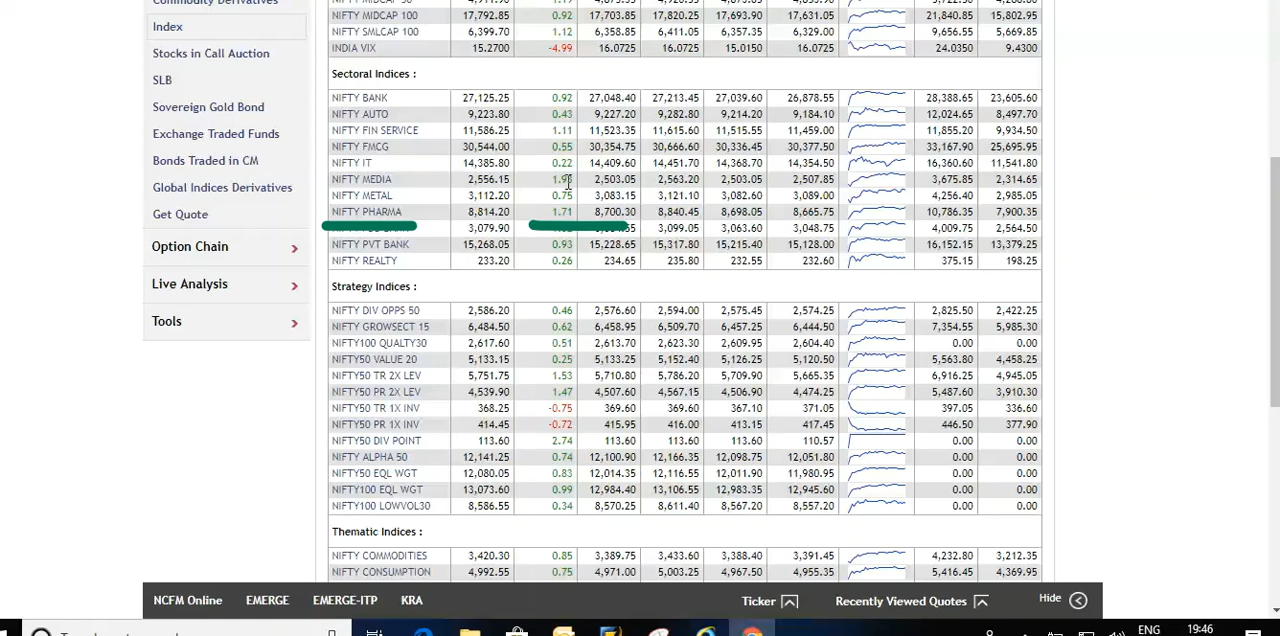 Commodity Derivatives
Index
Stocks in Call Auction
SLB
Sovereign Gold Bond
Exchange Traded Funds
Bonds Traded in CM
Global Indices Derivatives
Get Quote
Option Chain
Live Analysis
Tools
NIFTY MIDCAP 100 17,792.85 0.92 17,703.85 17,820.25 17,693.90 17,631.05 21,840.85 15,802.95
NIFTY SMLCAP 100 6,399.70 1.12 6,358.85 6,411.05 6,357.35 6,329.00 9,656.55 5,669.85
INDIA VIX 15.2700 -4.99 16.0725 16.0725 15.0150 16.0725 24.0350 9.4300
Sectoral Indices :
NIFTY BANK 27,125.25 0.92 27,048.40 27,213.45 27,039.60 26,878.55 28,388.65 23,605.60
NIFTY AUTO 9,223.80 0.43 9,227.20 9,282.80 9,214.20 9,184.10 12,024.65 8,497.70
NIFTY FIN SERVICE 11,586.25 1.11 11,523.35 11,615.60 11,515.55 11,459.00 11,855.20 9,934.50
NIFTY FMCG 30,544.00 0.55 30,354.75 30,666.60 30,336.45 30,377.50 33,167.90 25,695.95
NIFTY IT 14,385.80 0.22 14,409.60 14,451.70 14,368.70 14,354.50 16,360.60 11,541.80
NIFTY MEDIA 2,556.15 2,503.05 2,563.20 2,503.05 2,507.85 3,675.85 2,314.65
NIFTY METAL 3,112.20 0.75 3,083.15 3,121.10 3,082.60 3,089.00 4,256.40 2,985.05
NIFTY PHARMA 8,814.20 1.71 8,700.30 8,840.45 8,698.05 8,665.75 10,786.35 7,900.35
3,079.90 3,099.05 3,063.60 3,048.75 4,009.75 2,564.50
NIFTY PVT BANK 15,268.05 0.93 15,228.65 15,317.80 15,215.40 15,128.00 16,152.15 13,379.25
NIFTY REALTY 233.20 0.26 234.65 235.80 232.55 232.60 375.15 198.25
Strategy Indices :
NIFTY DIV OPPS 50 2,586.20 0.46 2,576.60 2,594.00 2,575.45 2,574.25 2,825.50 2,422.25
NIFTY GROWSECT 15 6,484.50 0.62 6,458.95 6,509.70 6,457.25 6,444.50 7,354.55 5,985.30
NIFTY100 QUALTY30 2,617.60 0.51 2,613.70 2,623.30 2,609.95 2,604.40 0.00 0.00
NIFTY50 VALUE 20 5,133.15 0.25 5,133.25 5,152.40 5,126.25 5,120.50 5,563.80 4,458.25
NIFTY50 TR 2X LEV 5,751.75 1.53 5,710.80 5,786.20 5,709.90 5,665.35 6,916.25 4,945.05
NIFTY50 PR 2X LEV 4,539.90 1.47 4,507.60 4,567.15 4,506.90 4,474.25 5,487.60 3,910.30
NIFTY50 TR 1X INV 368.25 -0.75 369.60 369.60 367.10 371.05 397.05 336.60
NIFTY50 PR 1X INV 414.45 -0.72 415.95 416.00 413.15 417.45 446.50 377.90
NIFTY50 DIV POINT 113.60 2.74 113.60 113.60 113.60 110.57 0.00 0.00
NIFTY ALPHA 50 12,141.25 0.74 12,100.90 12,166.35 12,098.75 12,051.80 0.00 0.00
NIFTY50 EQL WGT 12,080.05 0.83 12,014.35 12,116.55 12,011.90 11,980.95 0.00 0.00
NIFTY100 EQL WGT 13,073.60 0.99 12,984.40 13,106.55 12,983.35 12,945.60 0.00 0.00
NIFTY100 LOWVOL30 8,586.55 0.34 8,570.25 8,611.40 8,567.20 8,557.20 0.00 0.00
Thematic Indices :
NIFTY COMMODITIES 3,420.30 0.85 3,389.75 3,433.60 3,388.40 3,391.45 4,232.80 3,212.35
NIFTY CONSUMPTION 4,992.55 0.75 4,971.00 5,003.25 4,967.50 4,955.35 5,416.45 4,369.95
NCFM Online EMERGE EMERGE-ITP KRA Ticker Recently Viewed Quotes Hide
ENG 19:46